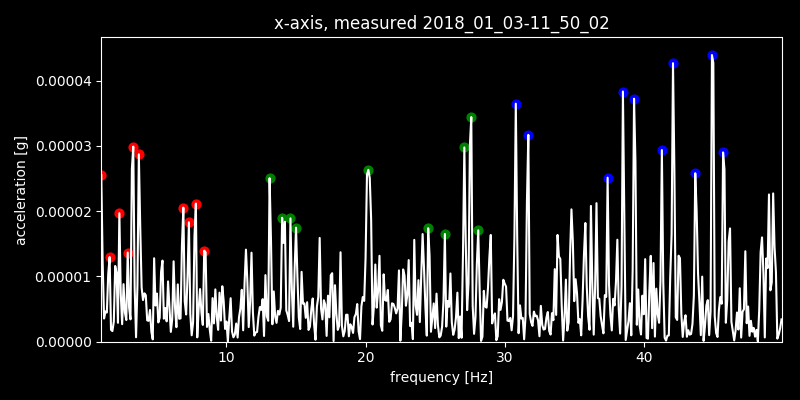 x-axis, measured 2018_01_03-11_50_02
acceleration [g]
0.00004
0.00003
0.00002
0.00001
0.00000
10 20 30 40
frequency [Hz]